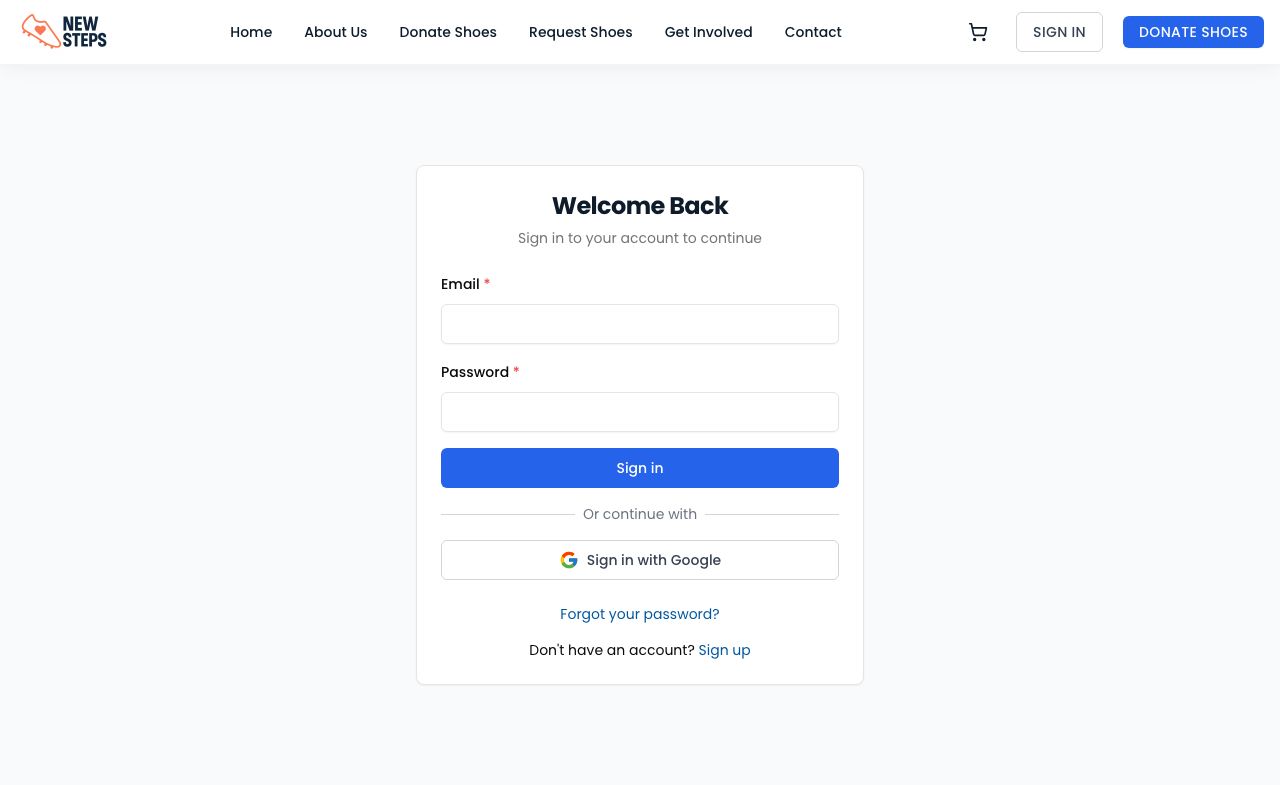 NEW STEPS
Home About Us Donate Shoes Request Shoes Get Involved Contact SIGN IN DONATE SHOES
Welcome Back
Sign in to your account to continue
Email *
Password *
Sign in
Or continue with
Sign in with Google
Forgot your password?
Don't have an account? Sign up